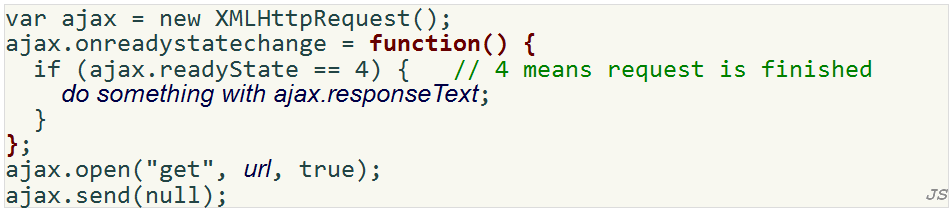 var ajax = new XMLHttpRequest();
ajax.onreadystatechange = function() {
  if (ajax.readyState == 4) {   // 4 means request is finished
    do something with ajax.responseText;
  }
};
ajax.open("get", url, true);
ajax.send(null);
JS